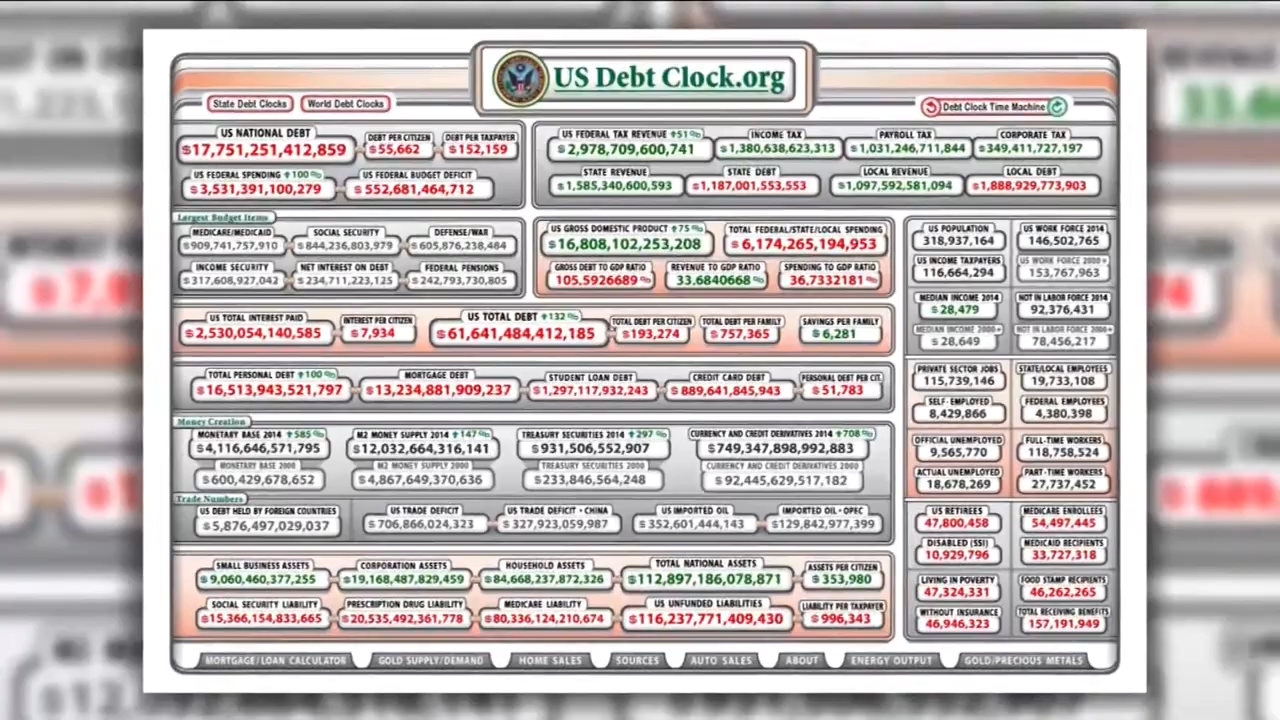 US Debt Clock.org
State Debt Clocks World Debt Clocks Debt Clock Time Machine
US NATIONAL DEBT DEBT PER CITIZEN DEBT PER TAXPAYER
$17,751,251,412,859 $55,662 $152,159
US FEDERAL SPENDING ↑100% US FEDERAL BUDGET DEFICIT
$3,531,391,100,279 $552,681,464,712
US FEDERAL TAX REVENUE ↑51% INCOME TAX PAYROLL TAX CORPORATE TAX
$2,978,709,600,741 $1,380,638,623,313 $1,031,246,711,844 $349,411,727,197
STATE REVENUE STATE DEBT LOCAL REVENUE LOCAL DEBT
$1,585,340,600,593 $1,187,001,553,553 $1,097,592,581,094 $1,888,929,773,903
Largest Budget Items
MEDICARE/MEDICAID SOCIAL SECURITY DEFENSE/WAR
$909,741,757,910 $844,236,803,979 $605,876,238,484
INCOME SECURITY NET INTEREST ON DEBT FEDERAL PENSIONS
$317,608,927,042 $234,711,223,125 $242,793,730,805
US GROSS DOMESTIC PRODUCT ↑75% TOTAL FEDERAL/STATE/LOCAL SPENDING
$16,808,102,253,208 $6,174,265,194,953
GROSS DEBT TO GDP RATIO REVENUE TO GDP RATIO SPENDING TO GDP RATIO
105.5926689% 33.6840668% 36.7332181%
US TOTAL INTEREST PAID INTEREST PER CITIZEN US TOTAL DEBT ↑132% TOTAL DEBT PER CITIZEN TOTAL DEBT PER FAMILY SAVINGS PER FAMILY
$2,530,054,140,585 $7,934 $61,641,484,412,185 $193,274 $757,365 $6,281
TOTAL PERSONAL DEBT ↑100% MORTGAGE DEBT STUDENT LOAN DEBT CREDIT CARD DEBT PERSONAL DEBT PER CIT.
$16,513,943,521,797 $13,234,881,909,237 $1,297,117,932,243 $889,641,845,943 $51,783
Money Creation
MONETARY BASE 2014 ↑585% M2 MONEY SUPPLY 2014 ↑147% TREASURY SECURITIES 2014 ↑297% CURRENCY AND CREDIT DERIVATIVES 2014 ↑708%
$4,116,646,571,795 $12,032,664,316,141 $931,506,552,907 $749,347,898,992,883
MONETARY BASE 2000 M2 MONEY SUPPLY 2000 TREASURY SECURITIES 2000 CURRENCY AND CREDIT DERIVATIVES 2000
$600,429,678,652 $4,867,649,370,636 $233,846,564,248 $92,445,629,517,182
Trade Numbers
US DEBT HELD BY FOREIGN COUNTRIES US TRADE DEFICIT US TRADE DEFICIT - CHINA US IMPORTED OIL IMPORTED OIL - OPEC
$5,876,497,029,037 $706,866,024,323 $327,923,059,987 $352,601,444,143 $129,842,977,399
SMALL BUSINESS ASSETS CORPORATION ASSETS HOUSEHOLD ASSETS TOTAL NATIONAL ASSETS ASSETS PER CITIZEN
$9,060,460,377,255 $19,168,487,829,459 $84,668,237,872,326 $112,897,186,078,871 $353,980
SOCIAL SECURITY LIABILITY PRESCRIPTION DRUG LIABILITY MEDICARE LIABILITY US UNFUNDED LIABILITIES LIABILITY PER TAXPAYER
$15,366,154,833,665 $20,535,492,361,778 $80,336,124,210,674 $116,237,771,409,430 $996,343
US POPULATION US WORK FORCE 2014
318,937,164 146,502,765
US INCOME TAXPAYERS US WORK FORCE 2000
116,664,294 153,767,963
MEDIAN INCOME 2014 NOT IN LABOR FORCE 2014
$28,479 92,376,431
MEDIAN INCOME 2000 NOT IN LABOR FORCE 2000
$28,649 78,456,217
PRIVATE SECTOR JOBS STATE/LOCAL EMPLOYEES
115,739,146 19,733,108
SELF-EMPLOYED FEDERAL EMPLOYEES
8,429,866 4,380,398
OFFICIAL UNEMPLOYED FULL-TIME WORKERS
9,565,770 118,758,524
ACTUAL UNEMPLOYED PART-TIME WORKERS
18,678,269 27,737,452
US RETIREES MEDICARE ENROLLEES
47,800,458 54,497,445
DISABLED (SSI) MEDICAID RECIPIENTS
10,929,796 33,727,318
LIVING IN POVERTY FOOD STAMP RECIPIENTS
47,324,331 46,262,265
WITHOUT INSURANCE TOTAL RECEIVING BENEFITS
46,946,323 157,191,949
MORTGAGE/LOAN CALCULATOR GOLD SUPPLY/DEMAND HOME SALES SOURCES AUTO SALES ABOUT ENERGY OUTPUT GOLD/PRECIOUS METALS